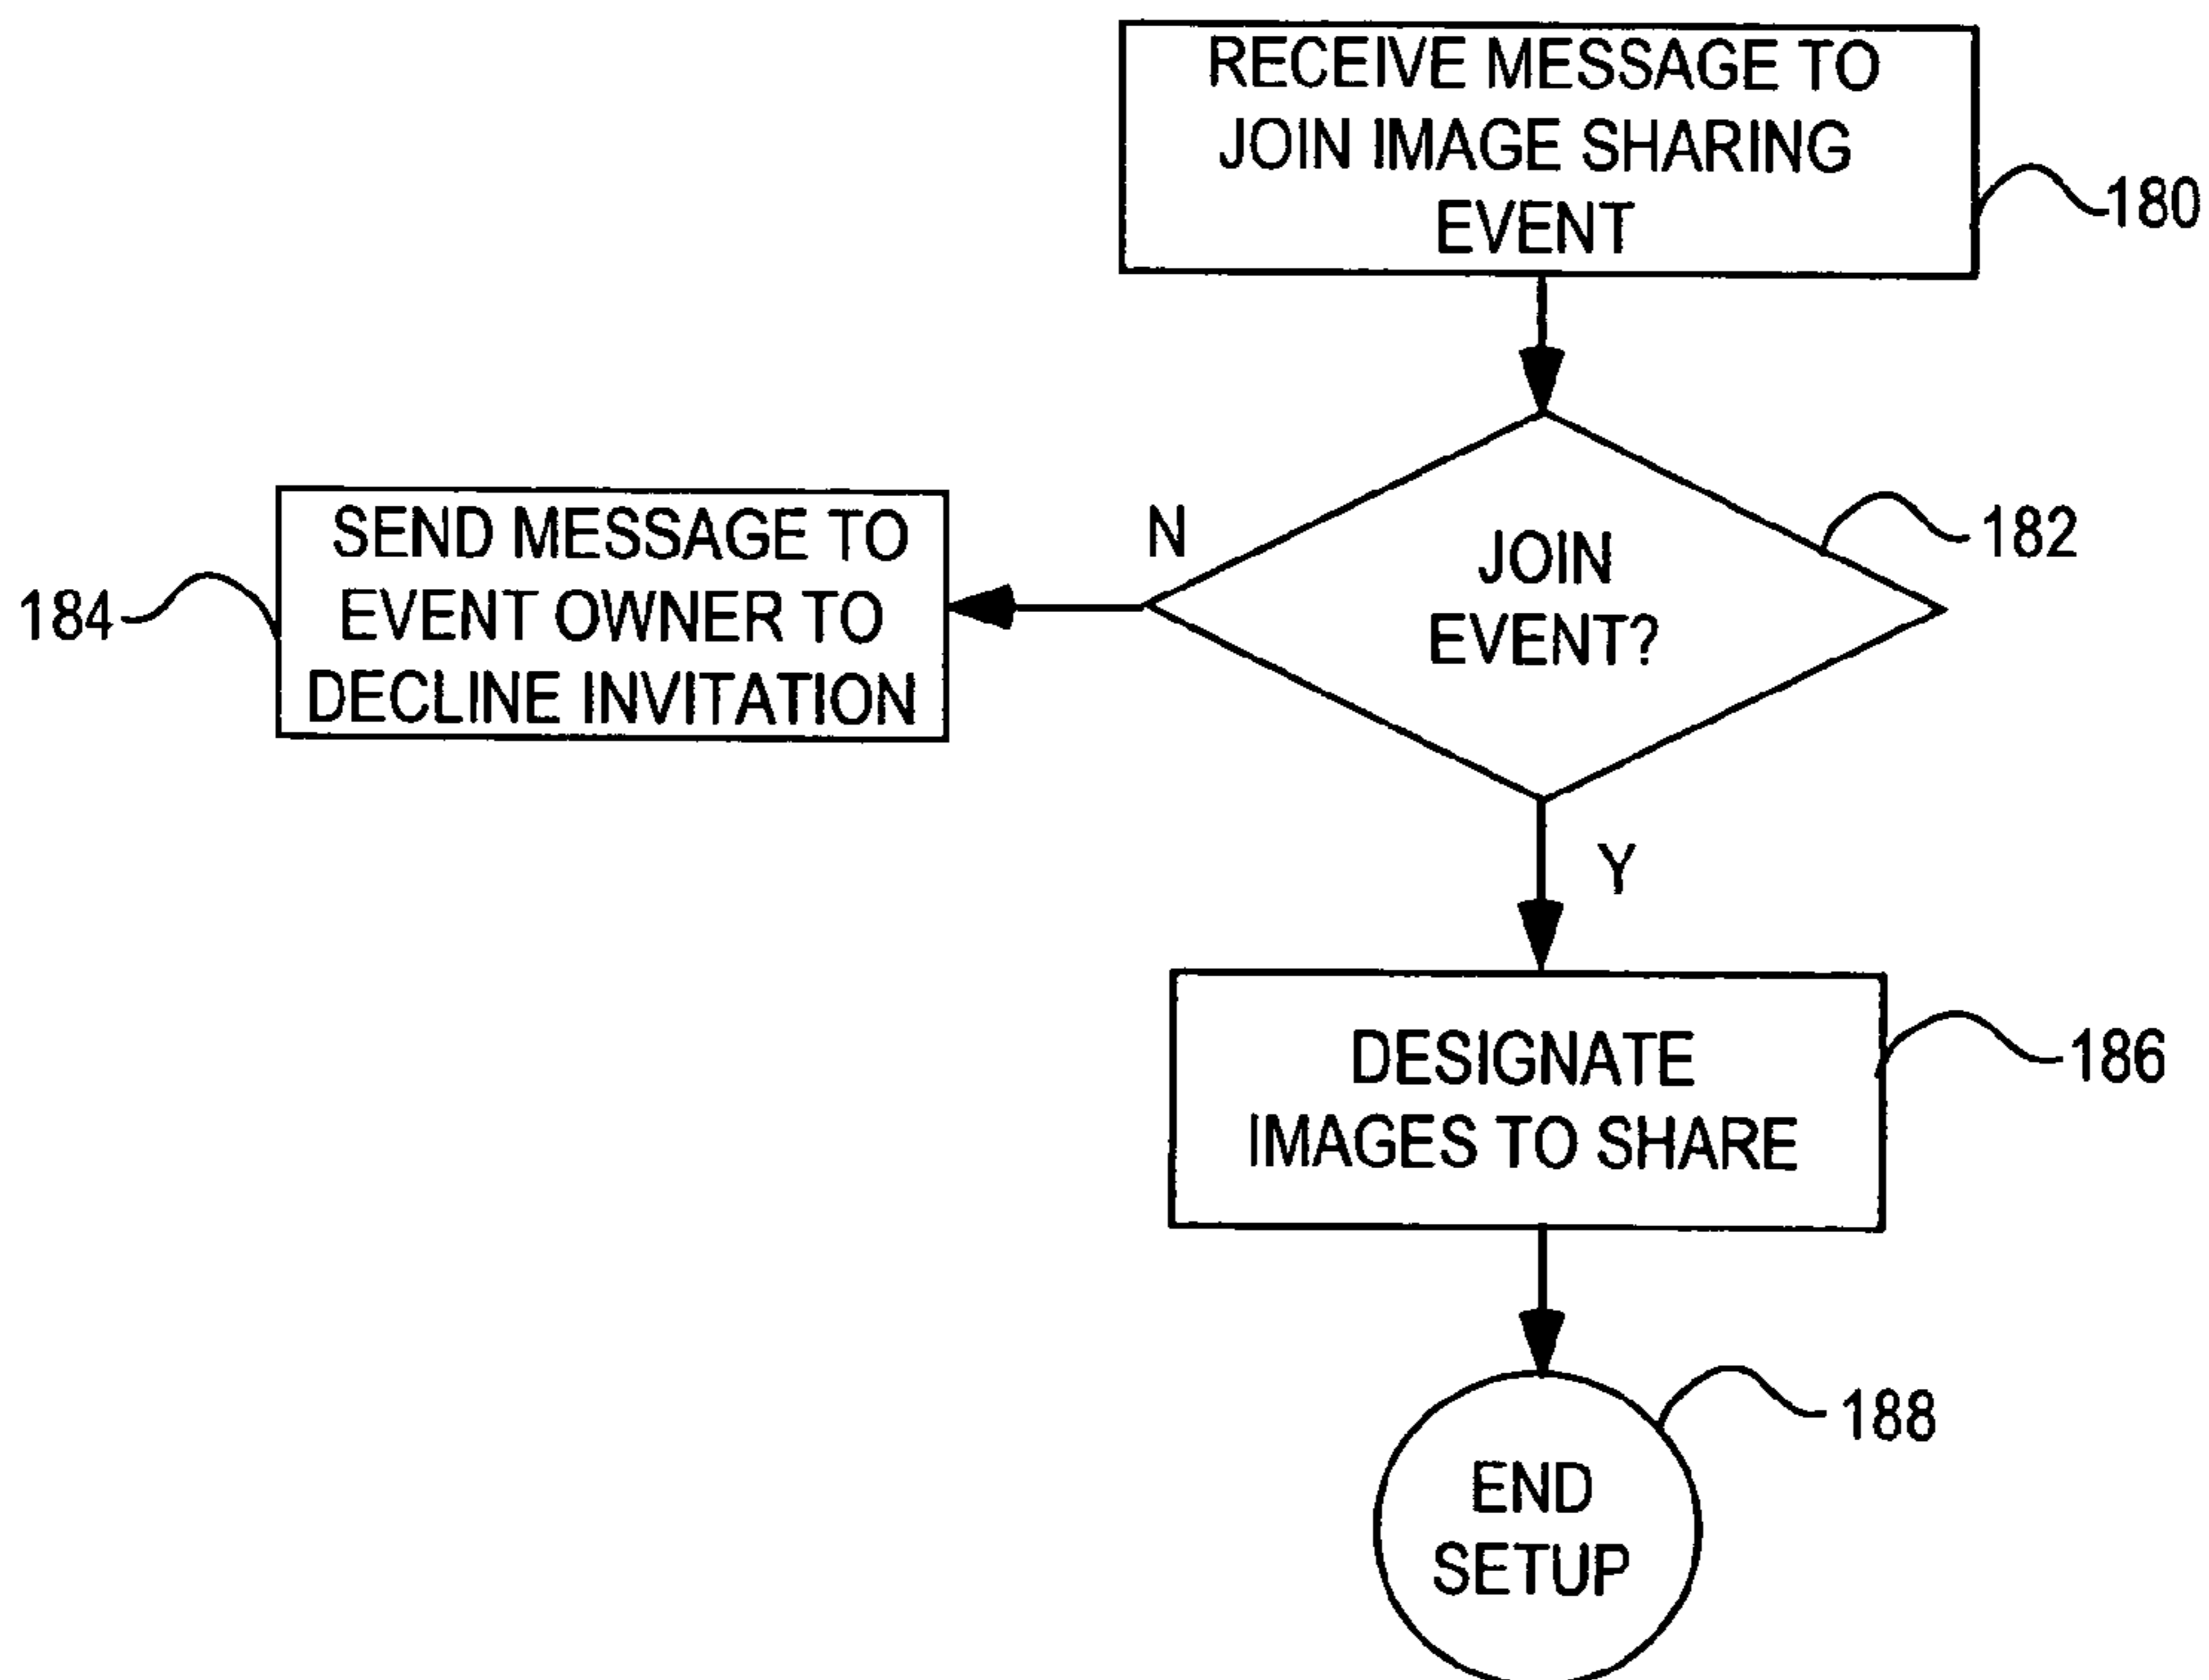 RECEIVE MESSAGE TO
JOIN IMAGE SHARING
EVENT
180
N
JOIN
EVENT?
182
SEND MESSAGE TO
EVENT OWNER TO
DECLINE INVITATION
184
Y
DESIGNATE
IMAGES TO SHARE
186
END
SETUP
188